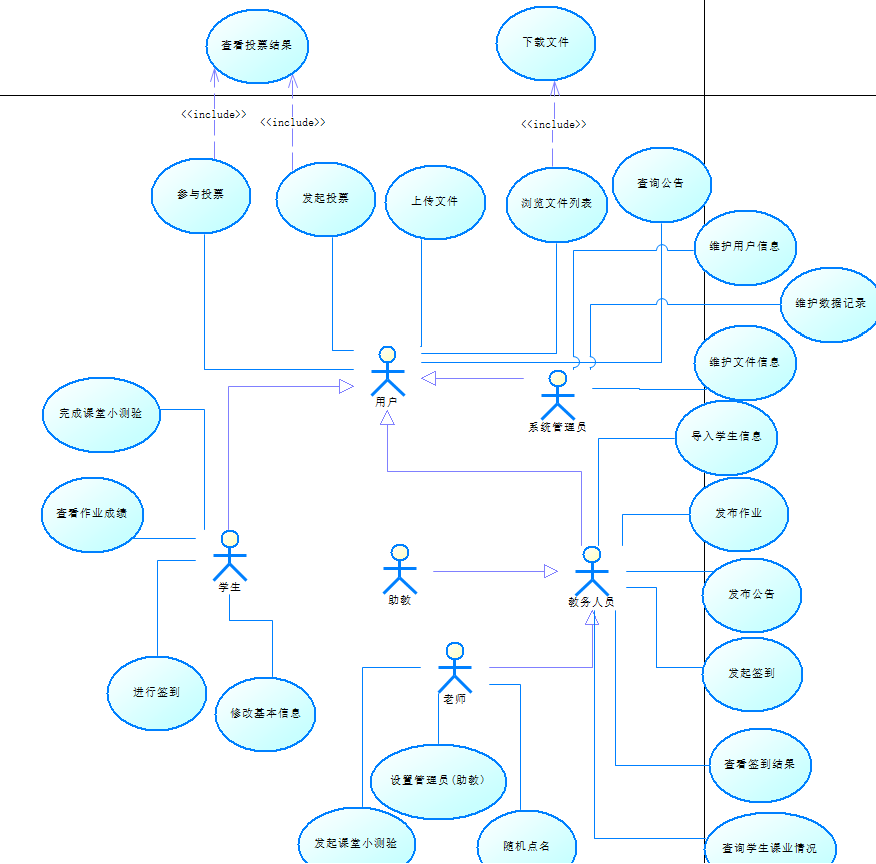 查看投票结果
下载文件
<<include>>
<<include>>
<<include>>
参与投票
发起投票
上传文件
浏览文件列表
查询公告
维护用户信息
维护数据记录
维护文件信息
用户
系统管理员
完成课堂小测验
导入学生信息
查看作业成绩
发布作业
学生
助教
教务人员
发布公告
发起签到
进行签到
修改基本信息
老师
查看签到结果
设置管理员(助教)
发起课堂小测验
随机点名
查询学生课业情况